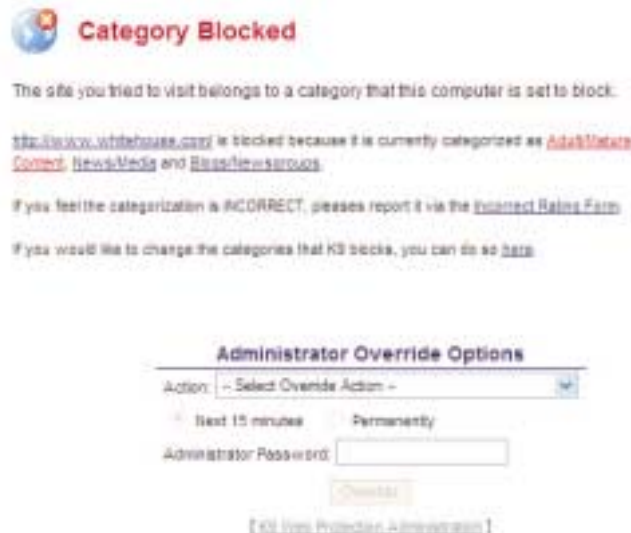 Category Blocked
The site you tried to visit belongs to a category that this computer is set to block.
http://www.whitehouse.com/ is blocked because it is currently categorized as Adult/Mature
Content, News/Media and Blogs/Newsgroups.
If you feel the categorization is INCORRECT, pleases report it via the Incorrect Rating Form.
If you would like to change the categories that K9 blocks, you can do so here.
Administrator Override Options
Action: -- Select Override Action --
Next 15 minutes Permanently
Administrator Password:
Override
[ K9 Web Protection Administration ]